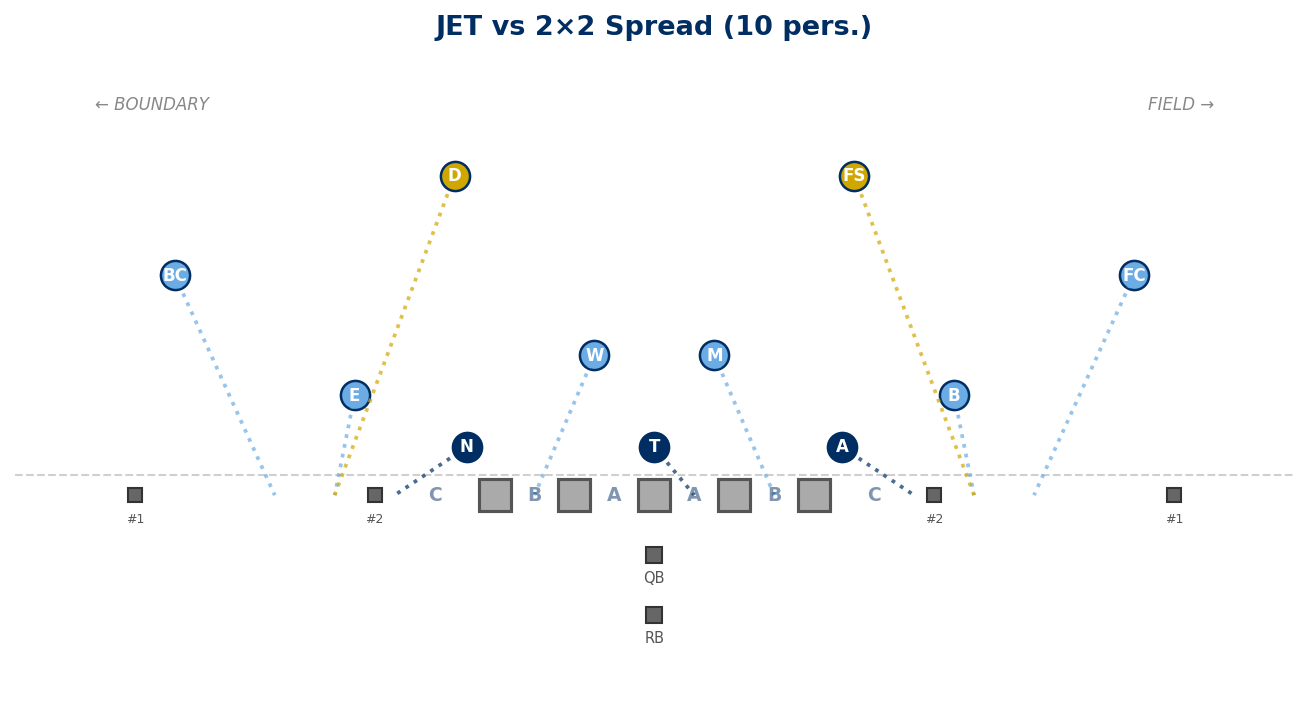 JET vs 2×2 Spread (10 pers.)
← BOUNDARY
FIELD →
D
FS
BC
FC
W
M
E
B
N
T
A
C
B
A
A
B
C
#1
#2
#2
#1
QB
RB